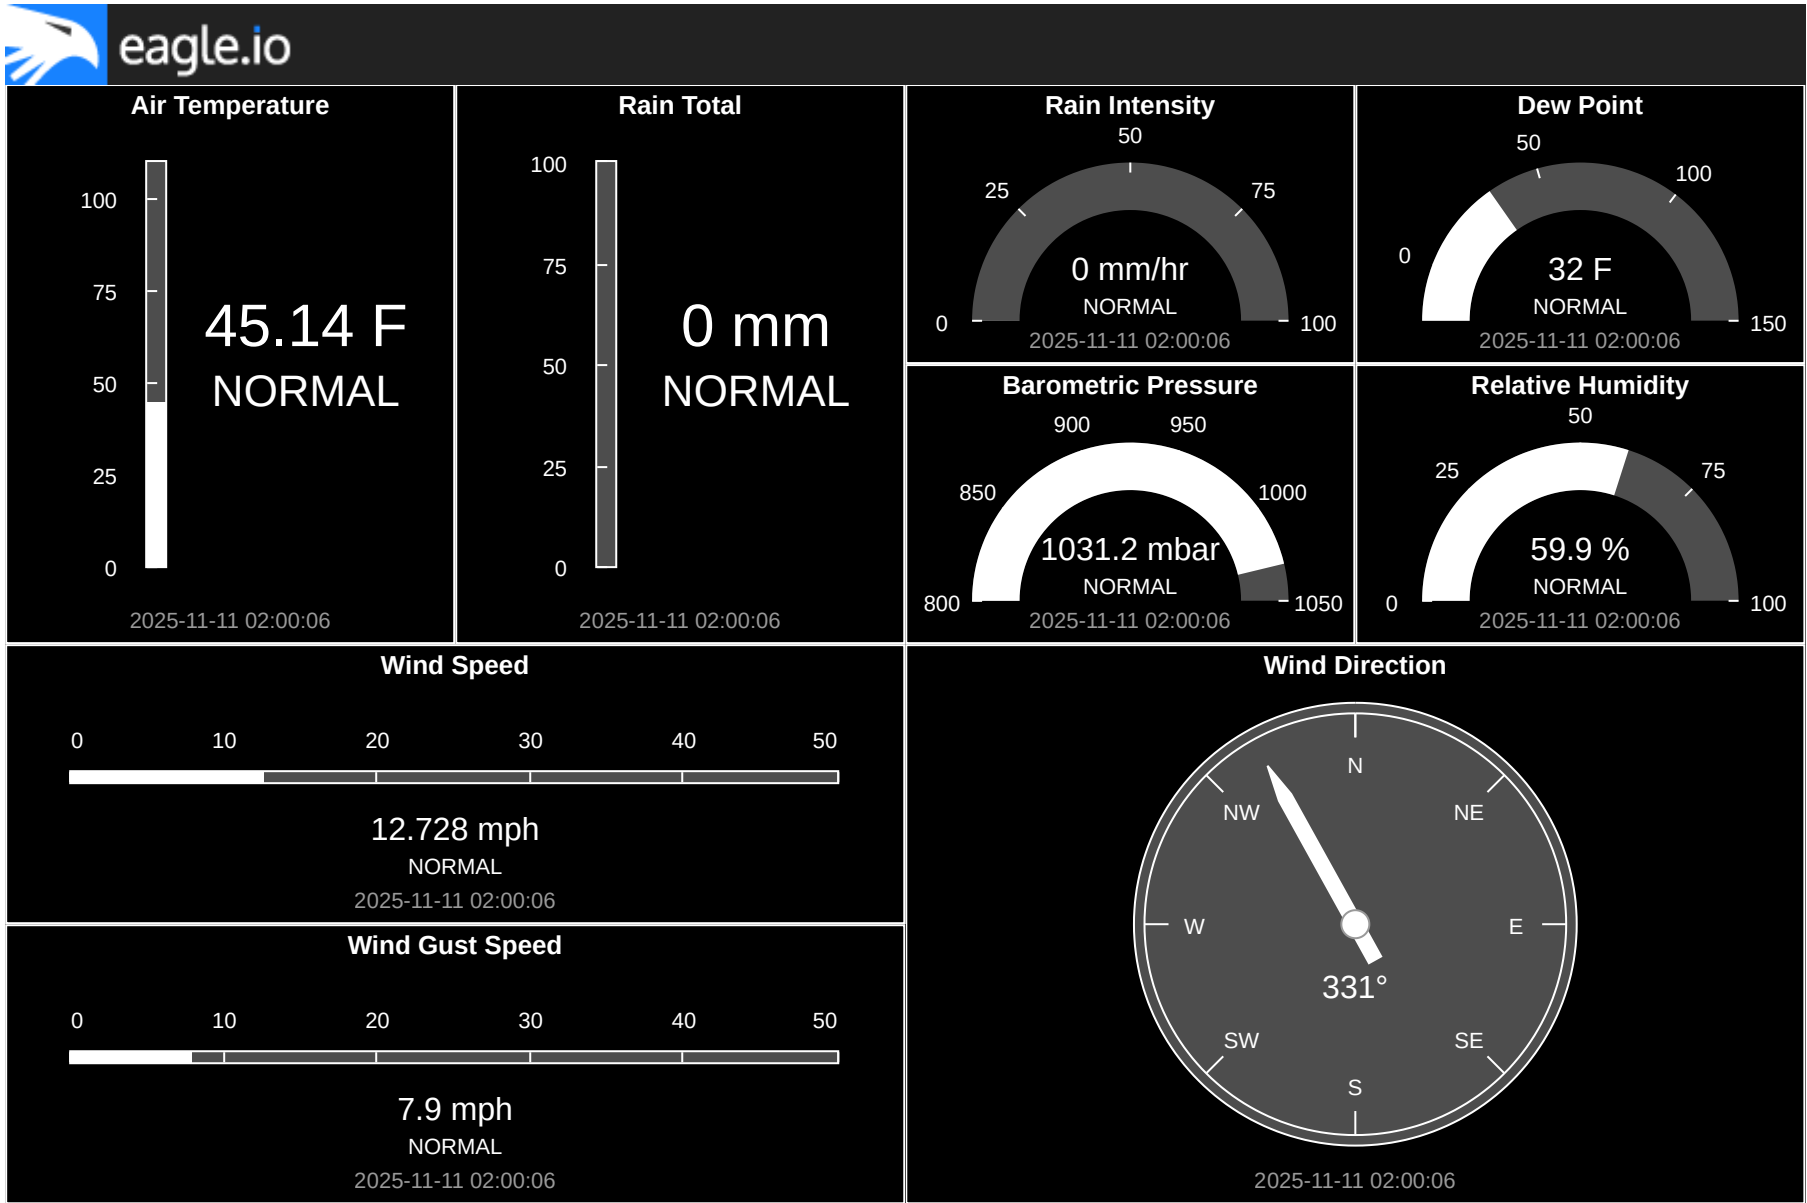 eagle.io
Air Temperature
100
75
50
25
0
45.14 F
NORMAL
2025-11-11 02:00:06
Rain Total
100
75
50
25
0
0 mm
NORMAL
2025-11-11 02:00:06
Rain Intensity
0
25
50
75
100
0 mm/hr
NORMAL
2025-11-11 02:00:06
Dew Point
0
50
100
150
32 F
NORMAL
2025-11-11 02:00:06
Barometric Pressure
800
850
900
950
1000
1050
1031.2 mbar
NORMAL
2025-11-11 02:00:06
Relative Humidity
0
25
50
75
100
59.9 %
NORMAL
2025-11-11 02:00:06
Wind Speed
0 10 20 30 40 50
12.728 mph
NORMAL
2025-11-11 02:00:06
Wind Gust Speed
0 10 20 30 40 50
7.9 mph
NORMAL
2025-11-11 02:00:06
Wind Direction
N
NW NE
W E
331°
SW SE
S
2025-11-11 02:00:06